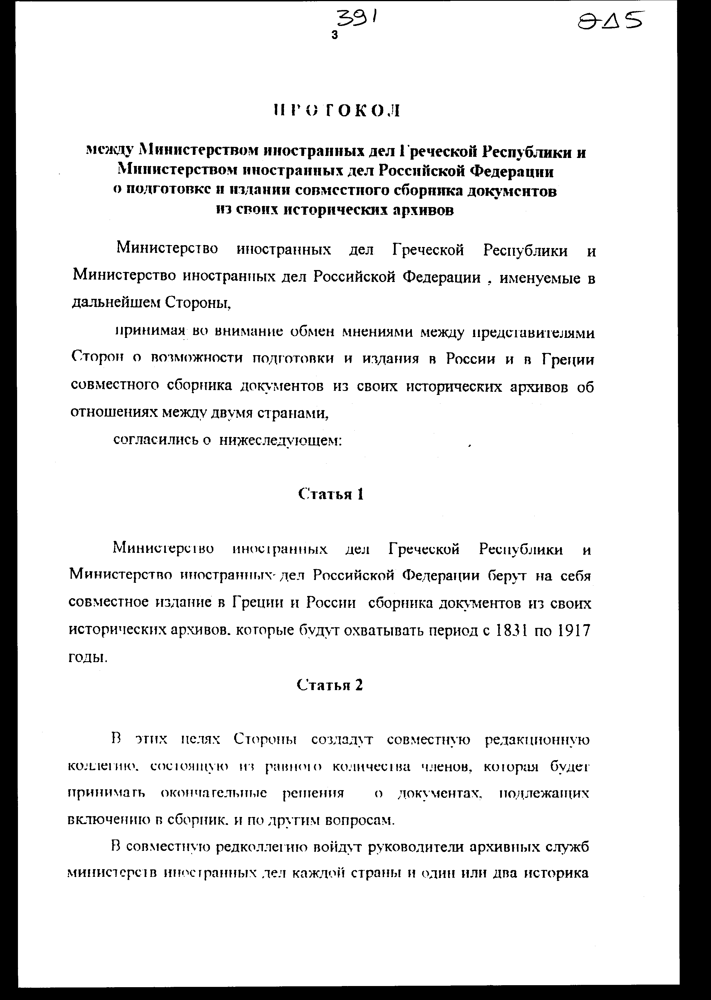 391
ΘΔ5
3
ПРОТОКОЛ
между Министерством иностранных дел Греческой Республики и
Министерством иностранных дел Российской Федерации
о подготовке и издании совместного сборника документов
из своих исторических архивов
Министерство иностранных дел Греческой Республики и
Министерство иностранных дел Российской Федерации , именуемые в
дальнейшем Стороны,
принимая во внимание обмен мнениями между представителями
Сторон о возможности подготовки и издания в России и в Греции
совместного сборника документов из своих исторических архивов об
отношениях между двумя странами,
согласились о нижеследующем:
Статья 1
Министерство иностранных дел Греческой Республики и
Министерство иностранных дел Российской Федерации берут на себя
совместное издание в Греции и России сборника документов из своих
исторических архивов, которые будут охватывать период с 1831 по 1917
годы.
Статья 2
В этих целях Стороны создадут совместную редакционную
коллегию, состоящую из равного количества членов, которая будет
принимать окончательные решения о документах, подлежащих
включению в сборник, и по другим вопросам.
В совместную редколлегию войдут руководители архивных служб
министерств иностранных дел каждой страны и один или два историка